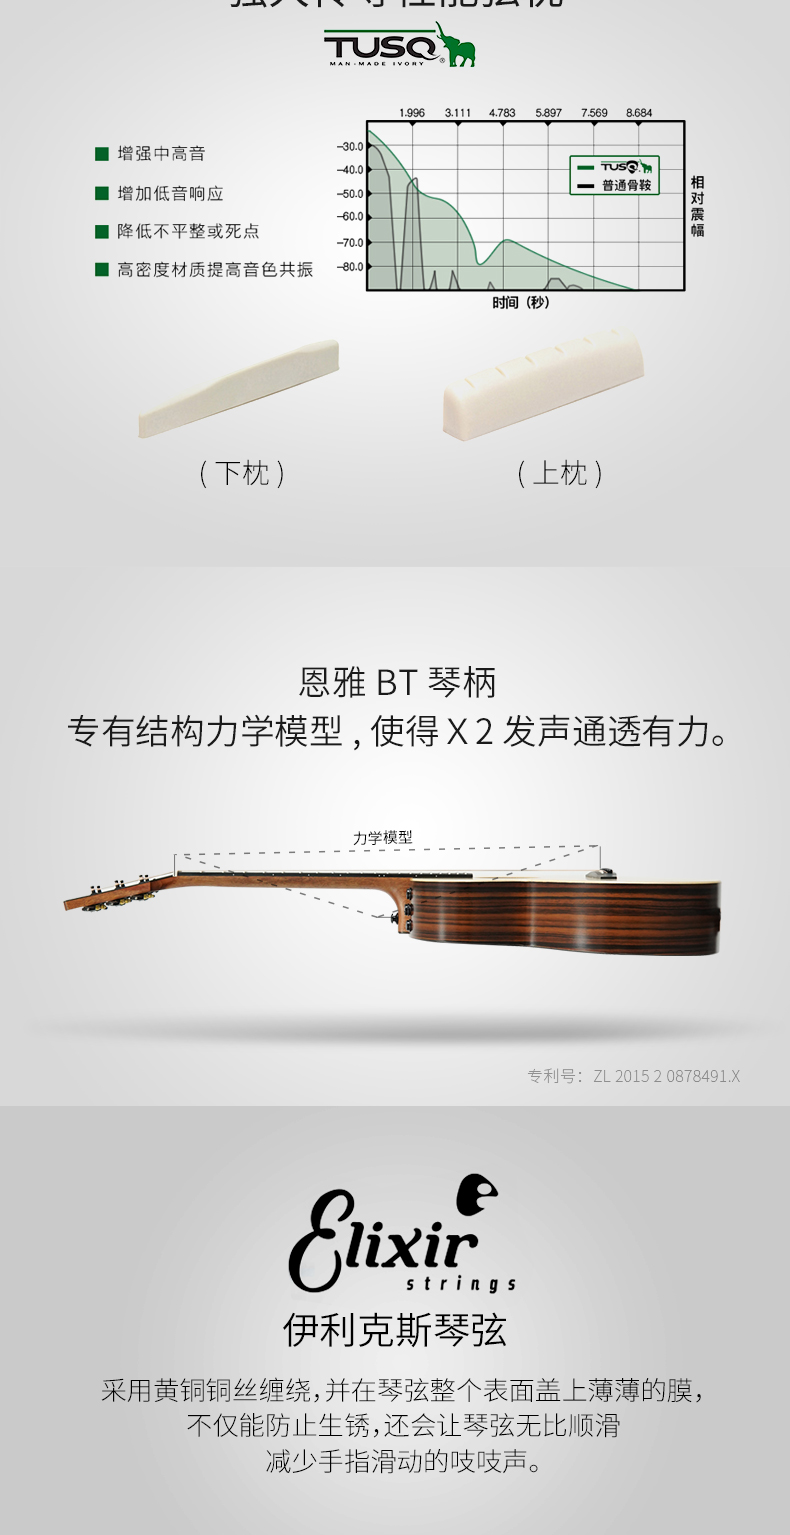 TUSQ
MAN-MADE IVORY
®
增强中高音
增加低音响应
降低不平整或死点
高密度材质提高音色共振
1.996 3.111 4.783 5.897 7.569 8.684
-30.0
-40.0
-50.0
-60.0
-70.0
-80.0
TUSQ
普通骨鞍
相对震幅
时间（秒）
( 下枕 )
( 上枕 )
恩雅 BT 琴柄
专有结构力学模型 , 使得 X 2 发声通透有力。
力学模型
专利号：ZL 2015 2 0878491.X
Elixir
strings
伊利克斯琴弦
采用黄铜铜丝缠绕，并在琴弦整个表面盖上薄薄的膜，
不仅能防止生锈，还会让琴弦无比顺滑
减少手指滑动的吱吱声。